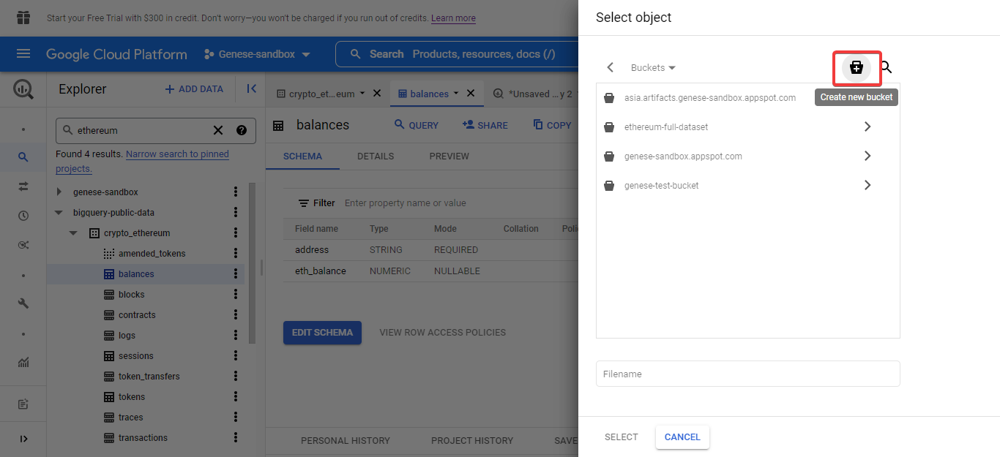 Start your Free Trial with $300 in credit. Don't worry—you won't be charged if you run out of credits. Learn more
Google Cloud Platform
Genese-sandbox
Search Products, resources, docs (/)
Explorer
+ ADD DATA
ethereum
Found 4 results. Narrow search to pinned
projects.
genese-sandbox
bigquery-public-data
crypto_ethereum
amended_tokens
balances
blocks
contracts
logs
sessions
token_transfers
tokens
traces
transactions
crypto_et...eum
balances
*Unsaved ...y 2
balances
QUERY
SHARE
COPY
SCHEMA
DETAILS
PREVIEW
Filter Enter property name or value
Field name Type Mode Collation Poli
address STRING REQUIRED
eth_balance NUMERIC NULLABLE
EDIT SCHEMA
VIEW ROW ACCESS POLICIES
PERSONAL HISTORY
PROJECT HISTORY
SAVE
Select object
Buckets
Create new bucket
asia.artifacts.genese-sandbox.appspot.com
ethereum-full-dataset
genese-sandbox.appspot.com
genese-test-bucket
Filename
SELECT
CANCEL